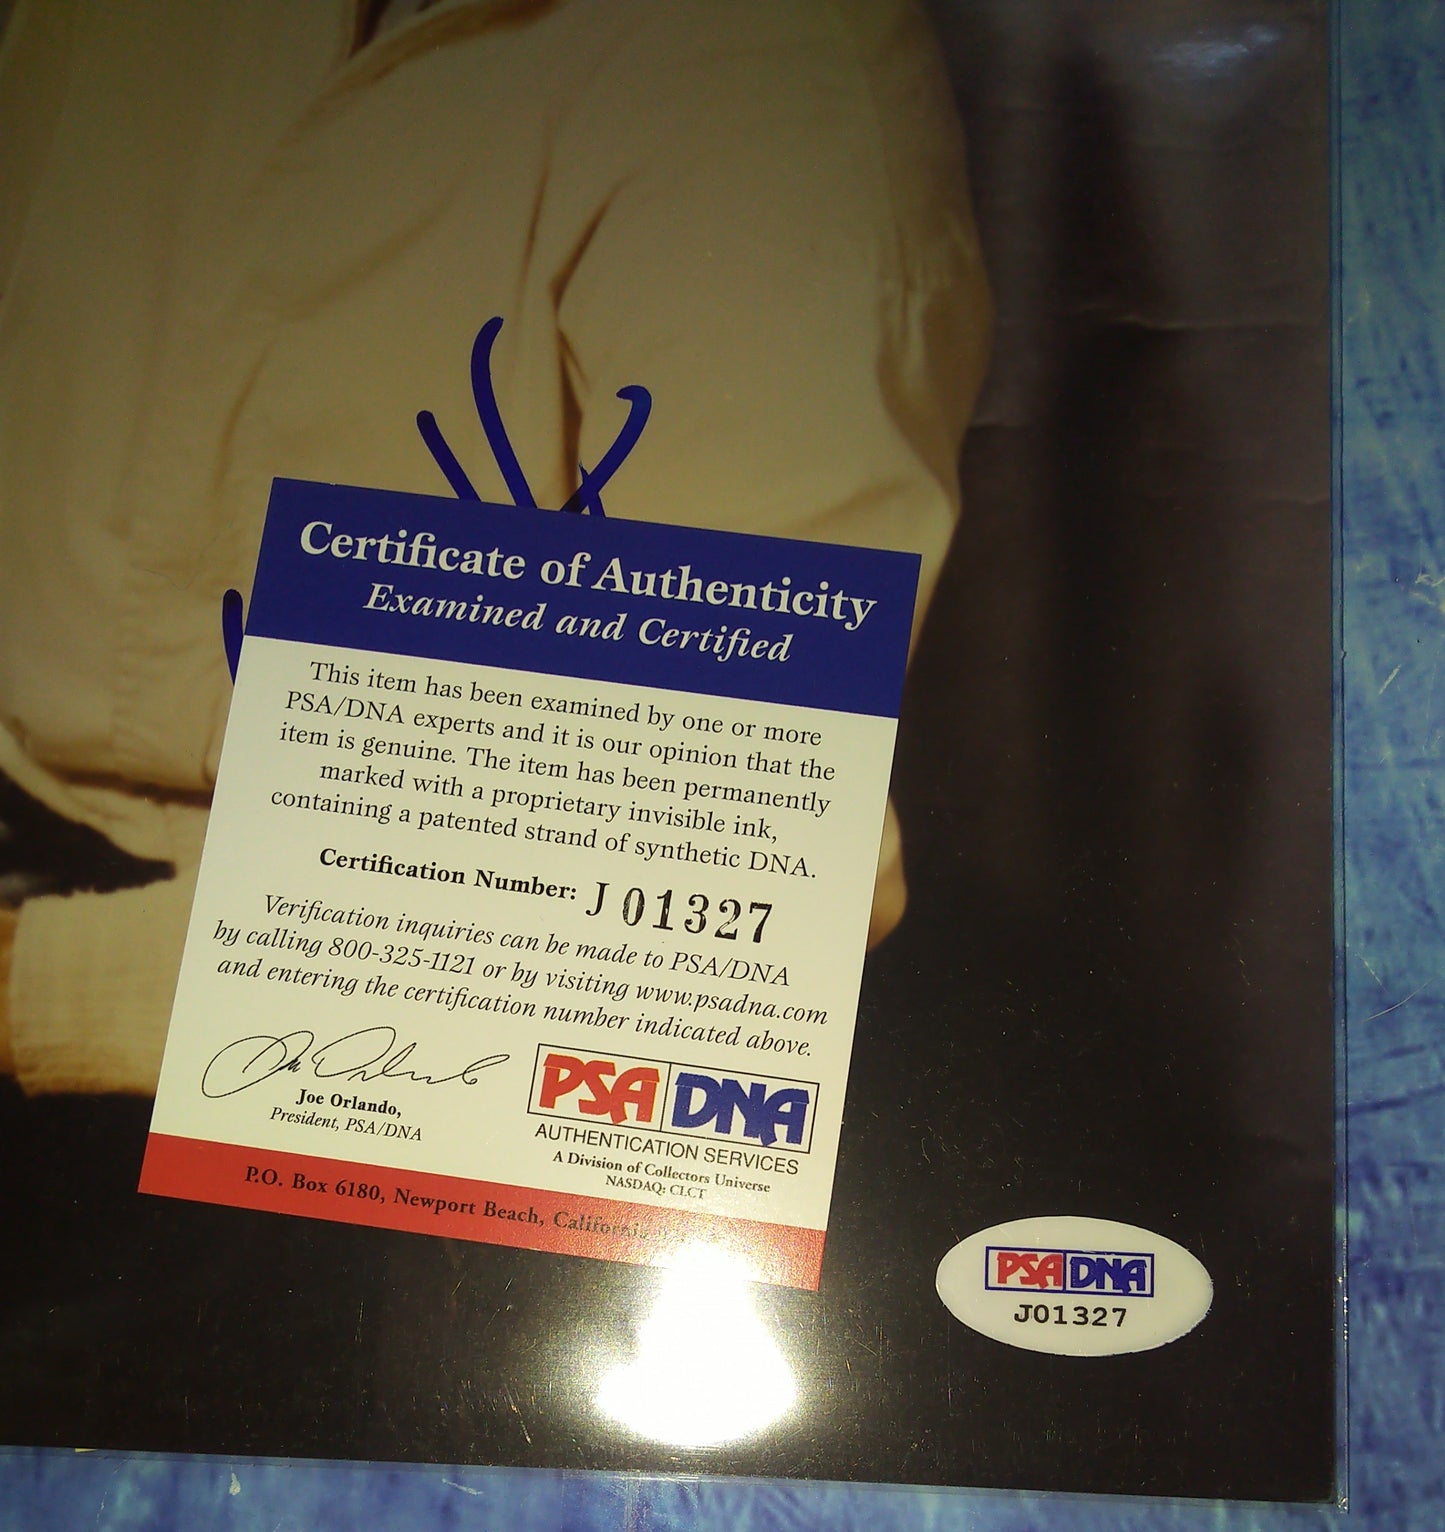 Certificate of Authenticity
Examined and Certified
This item has been examined by one or more
PSA/DNA experts and it is our opinion that the
item is genuine. The item has been permanently
marked with a proprietary invisible ink,
containing a patented strand of synthetic DNA.
Certification Number: J 01327
Verification inquiries can be made to PSA/DNA
by calling 800-325-1121 or by visiting www.psadna.com
and entering the certification number indicated above.
Joe Orlando,
President, PSA/DNA
PSA DNA
AUTHENTICATION SERVICES
A Division of Collectors Universe
NASDAQ: CLCT
P.O. Box 6180, Newport Beach, California
PSA DNA
J01327